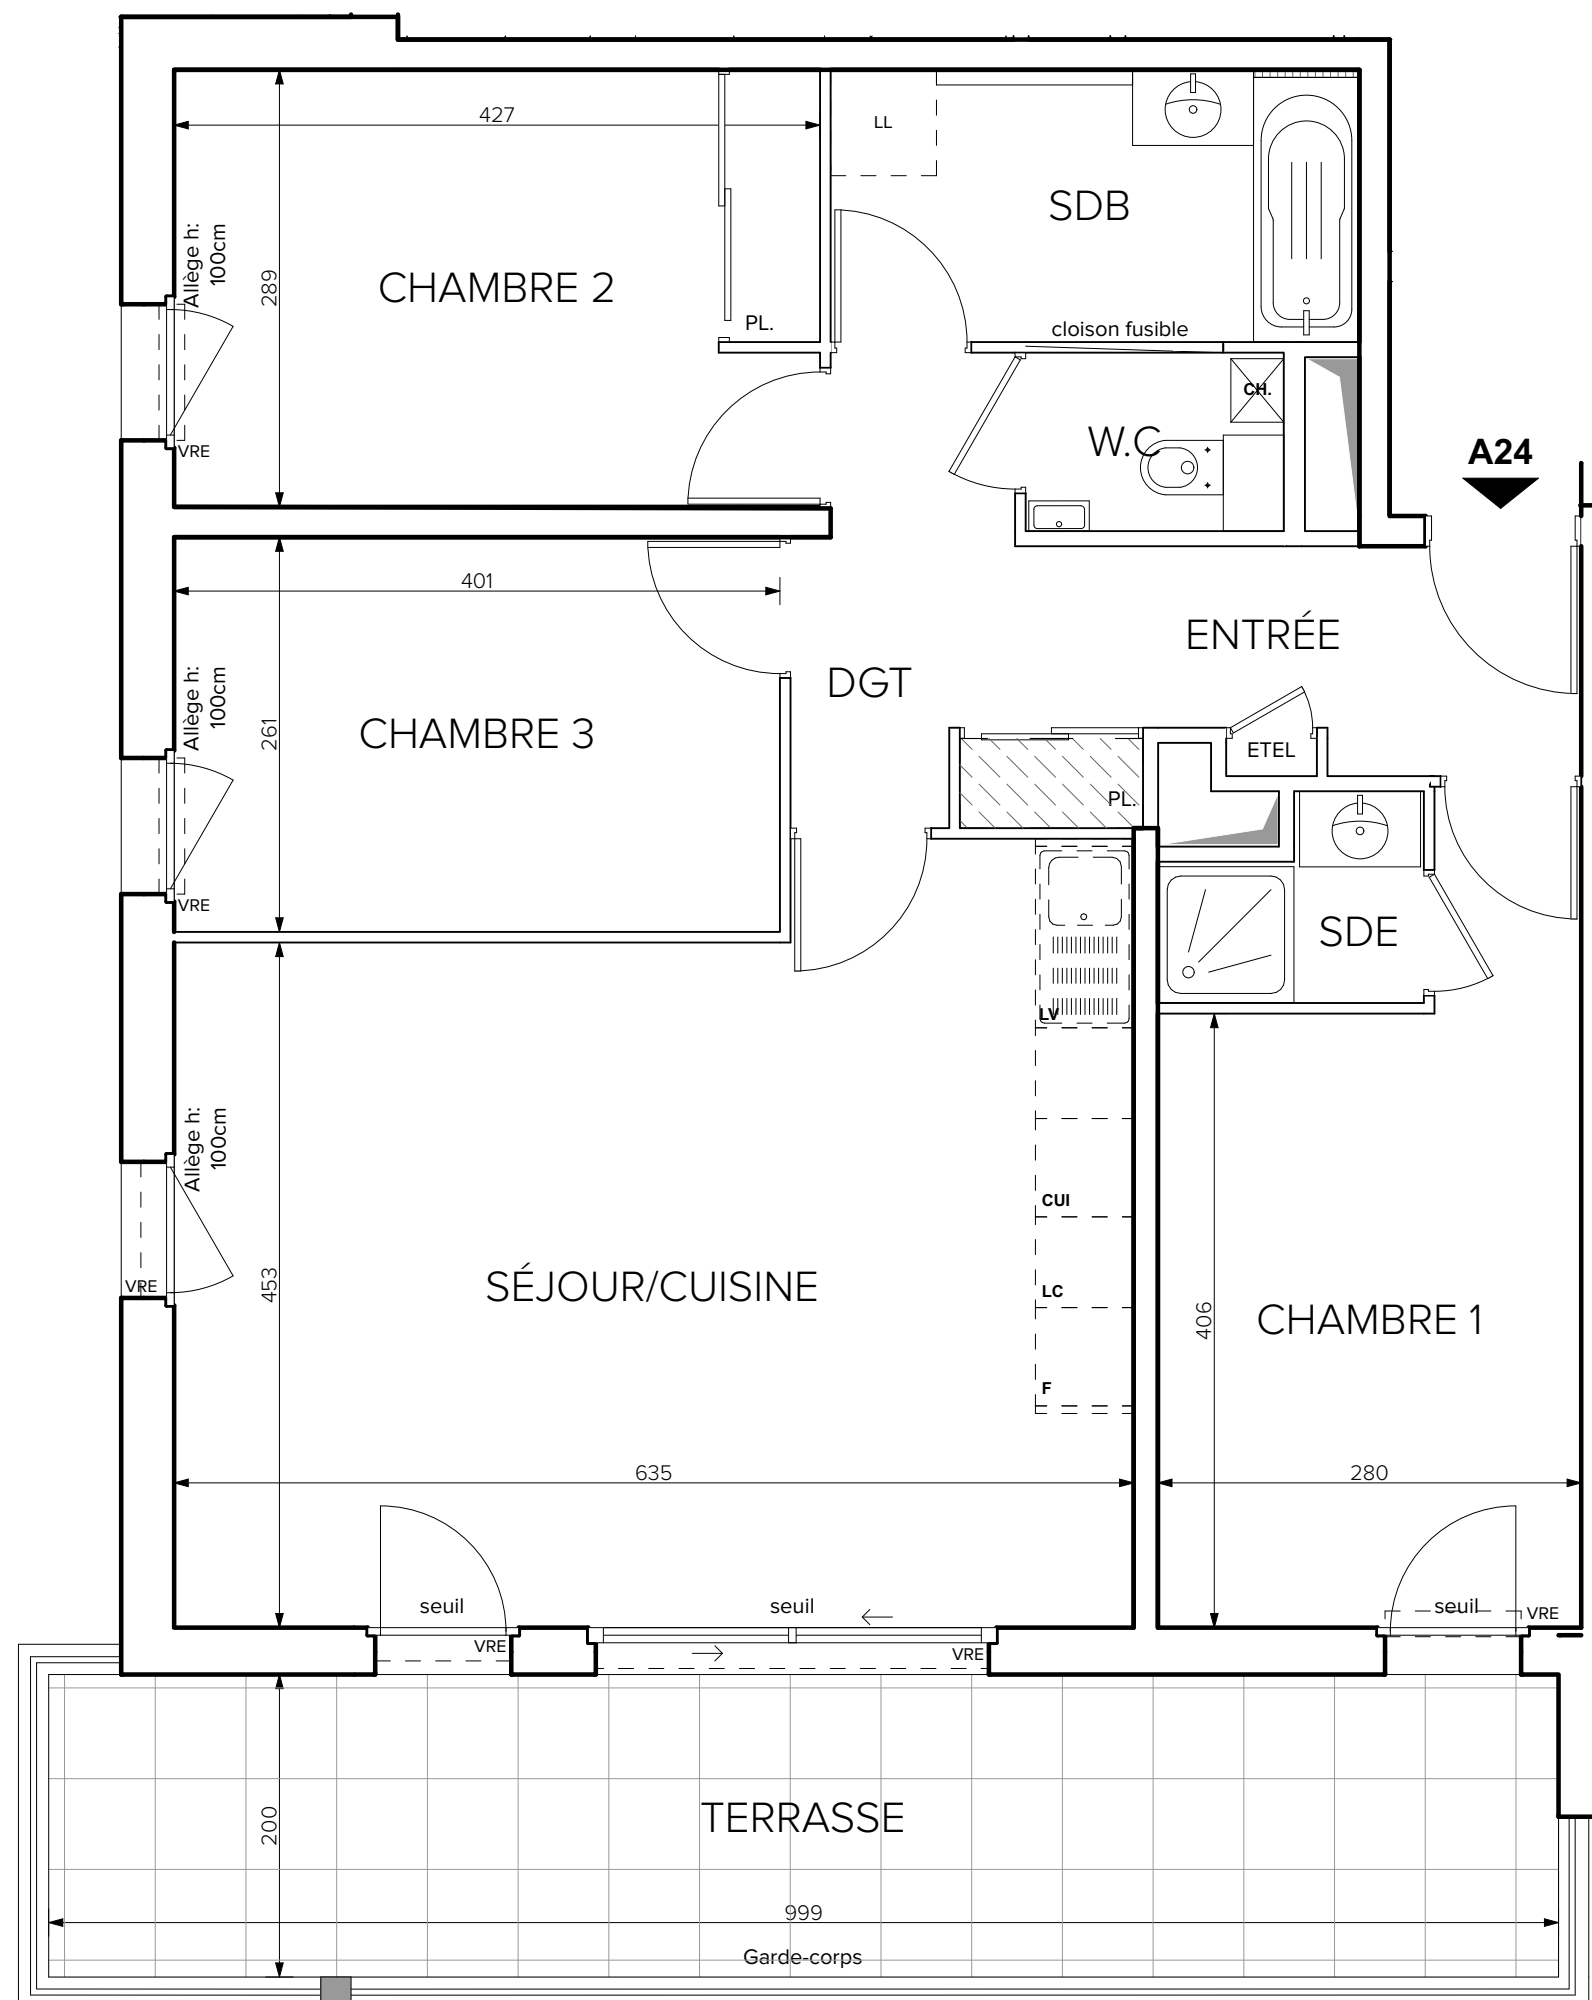 427
LL
SDB
Allège h:
100cm
289
CHAMBRE 2
PL.
cloison fusible
CH.
W.C
VRE
A24
401
ENTRÉE
Allège h:
100cm
261
CHAMBRE 3
DGT
ETEL
PL.
VRE
SDE
LV
Allège h:
100cm
CUI
453
SÉJOUR/CUISINE
VRE
LC
406
CHAMBRE 1
F
635
280
seuil
seuil
seuil
VRE
VRE
VRE
200
TERRASSE
999
Garde-corps